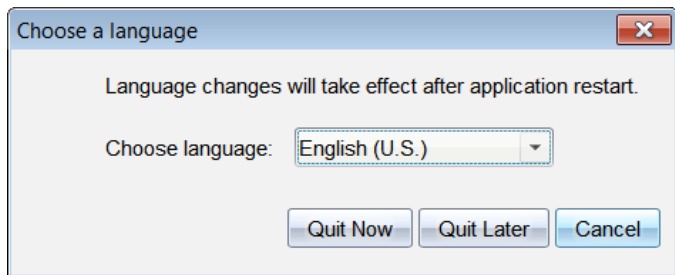 Choose a language
Language changes will take effect after application restart.
Choose language: English (U.S.)
Quit Now Quit Later Cancel